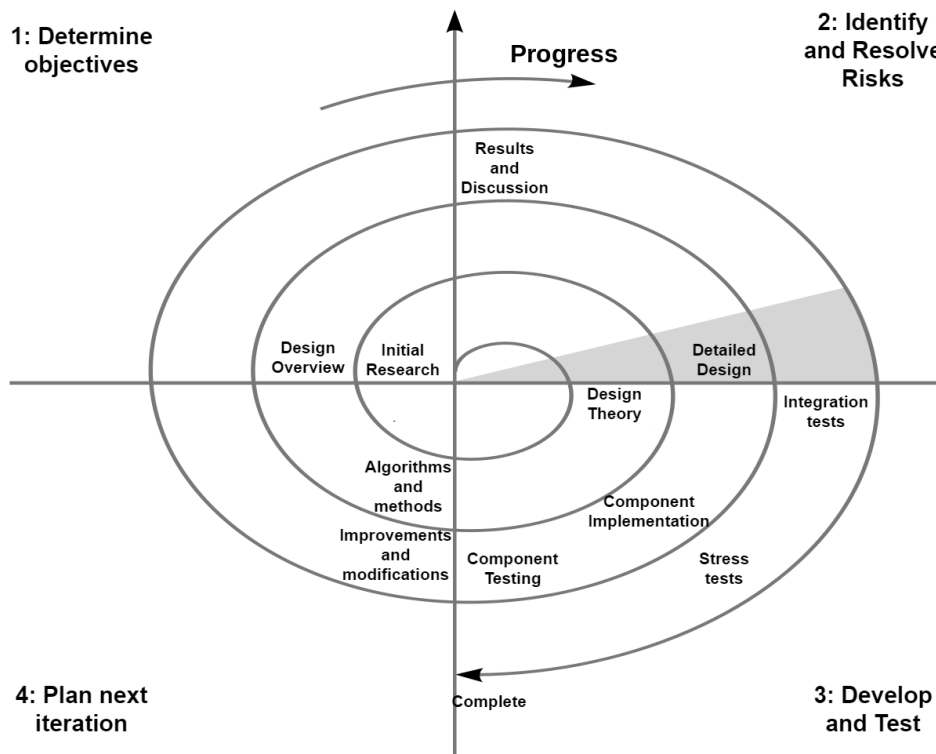 1: Determine
objectives
2: Identify
and Resolve
Risks
Progress
Results
and
Discussion
Design
Overview
Initial
Research
Detailed
Design
Design
Theory
Integration
tests
Algorithms
and
methods
Component
Implementation
Improvements
and
modifications
Component
Testing
Stress
tests
4: Plan next
iteration
Complete
3: Develop
and Test